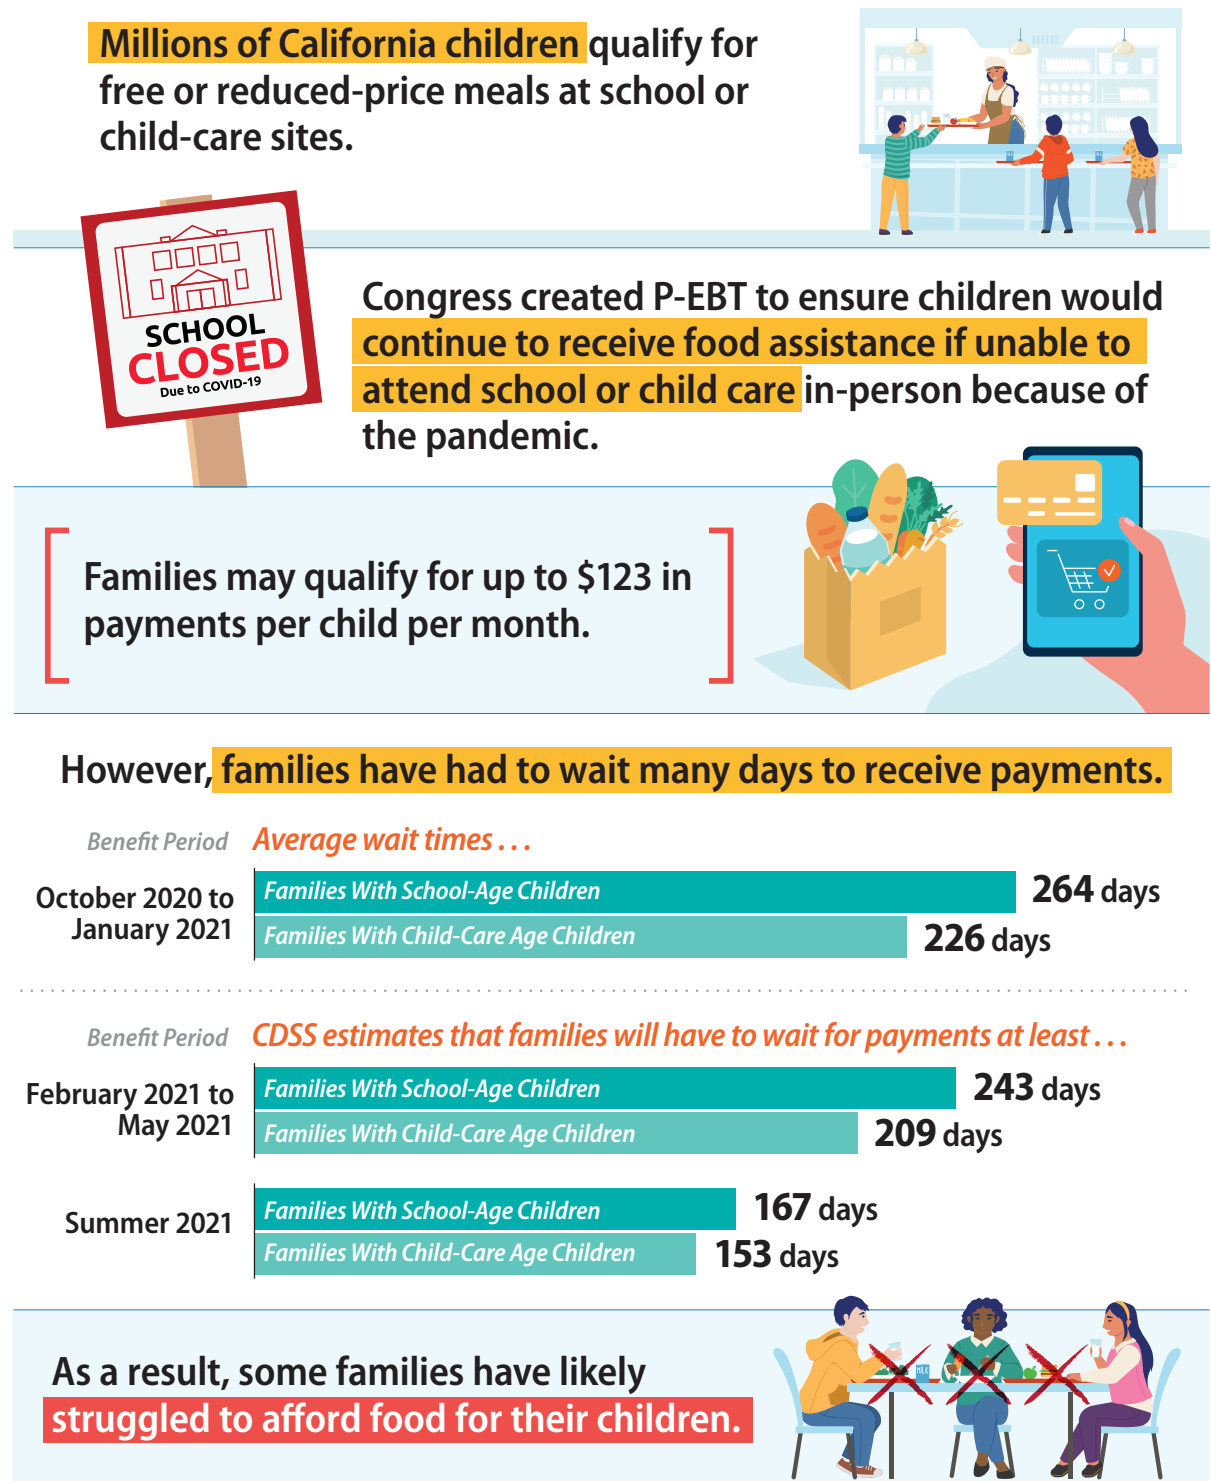 Millions of California children qualify for
free or reduced-price meals at school or
child-care sites.
SCHOOL
CLOSED
Due to COVID-19
Congress created P-EBT to ensure children would
continue to receive food assistance if unable to
attend school or child care in-person because of
the pandemic.
Families may qualify for up to $123 in
payments per child per month.
However, families have had to wait many days to receive payments.
Benefit Period Average wait times . . .
October 2020 to
January 2021
Families With School-Age Children 264 days
Families With Child-Care Age Children 226 days
Benefit Period CDSS estimates that families will have to wait for payments at least . . .
February 2021 to
May 2021
Families With School-Age Children 243 days
Families With Child-Care Age Children 209 days
Summer 2021
Families With School-Age Children 167 days
Families With Child-Care Age Children 153 days
As a result, some families have likely
struggled to afford food for their children.